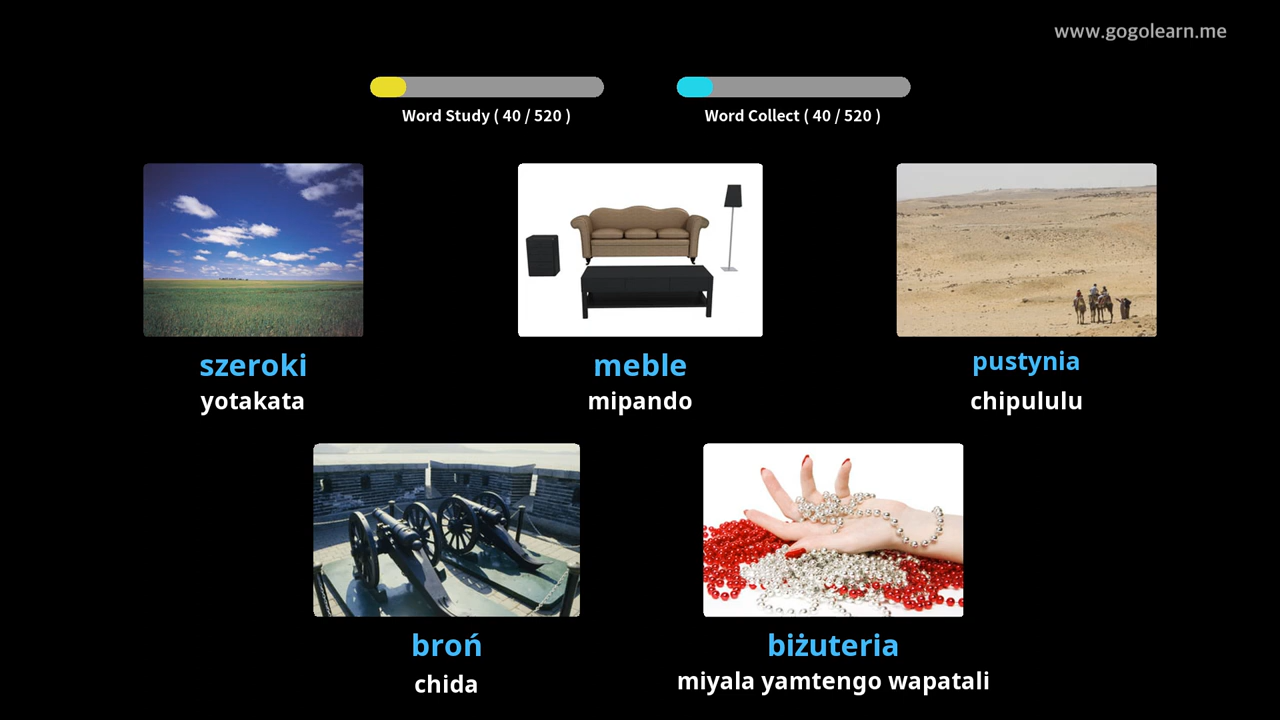 www.gogolearn.me
Word Study ( 40 / 520 )
Word Collect ( 40 / 520 )
szeroki
yotakata
meble
mipando
pustynia
chipululu
broń
chida
biżuteria
miyala yamtengo wapatali